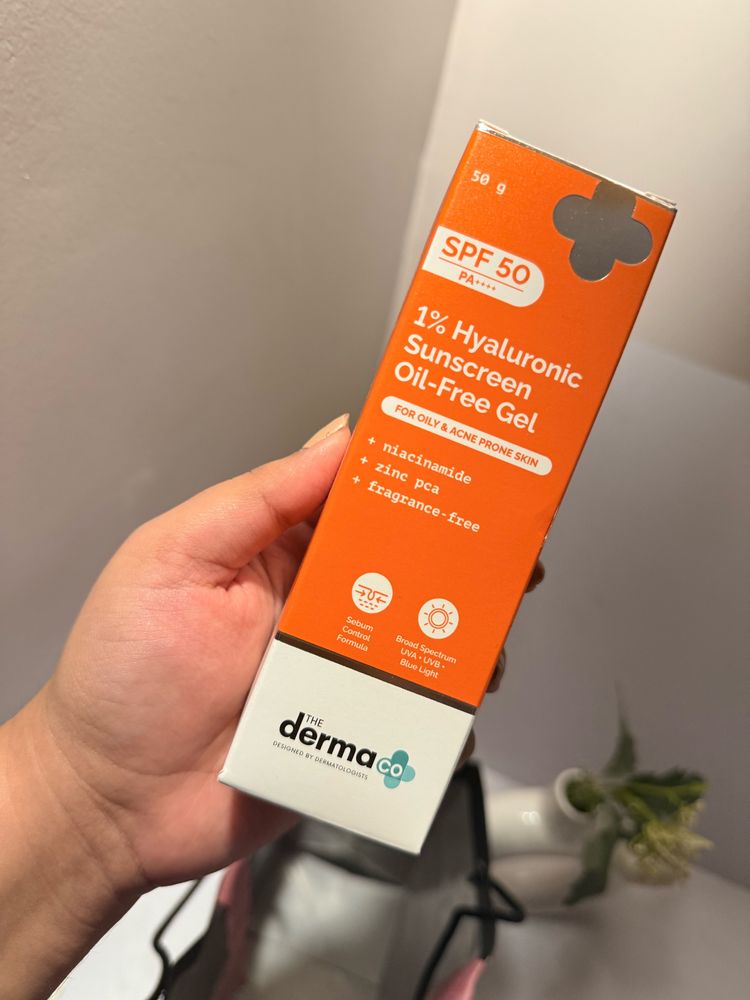 50 g
SPF 50
PA++++
1% Hyaluronic
Sunscreen
Oil-Free Gel
FOR OILY & ACNE PRONE SKIN
+ niacinamide
+ zinc pca
+ fragrance-free
Sebum
Control
Formula
Broad Spectrum
UVA • UVB •
Blue Light
THE
derma co
DESIGNED BY DERMATOLOGISTS